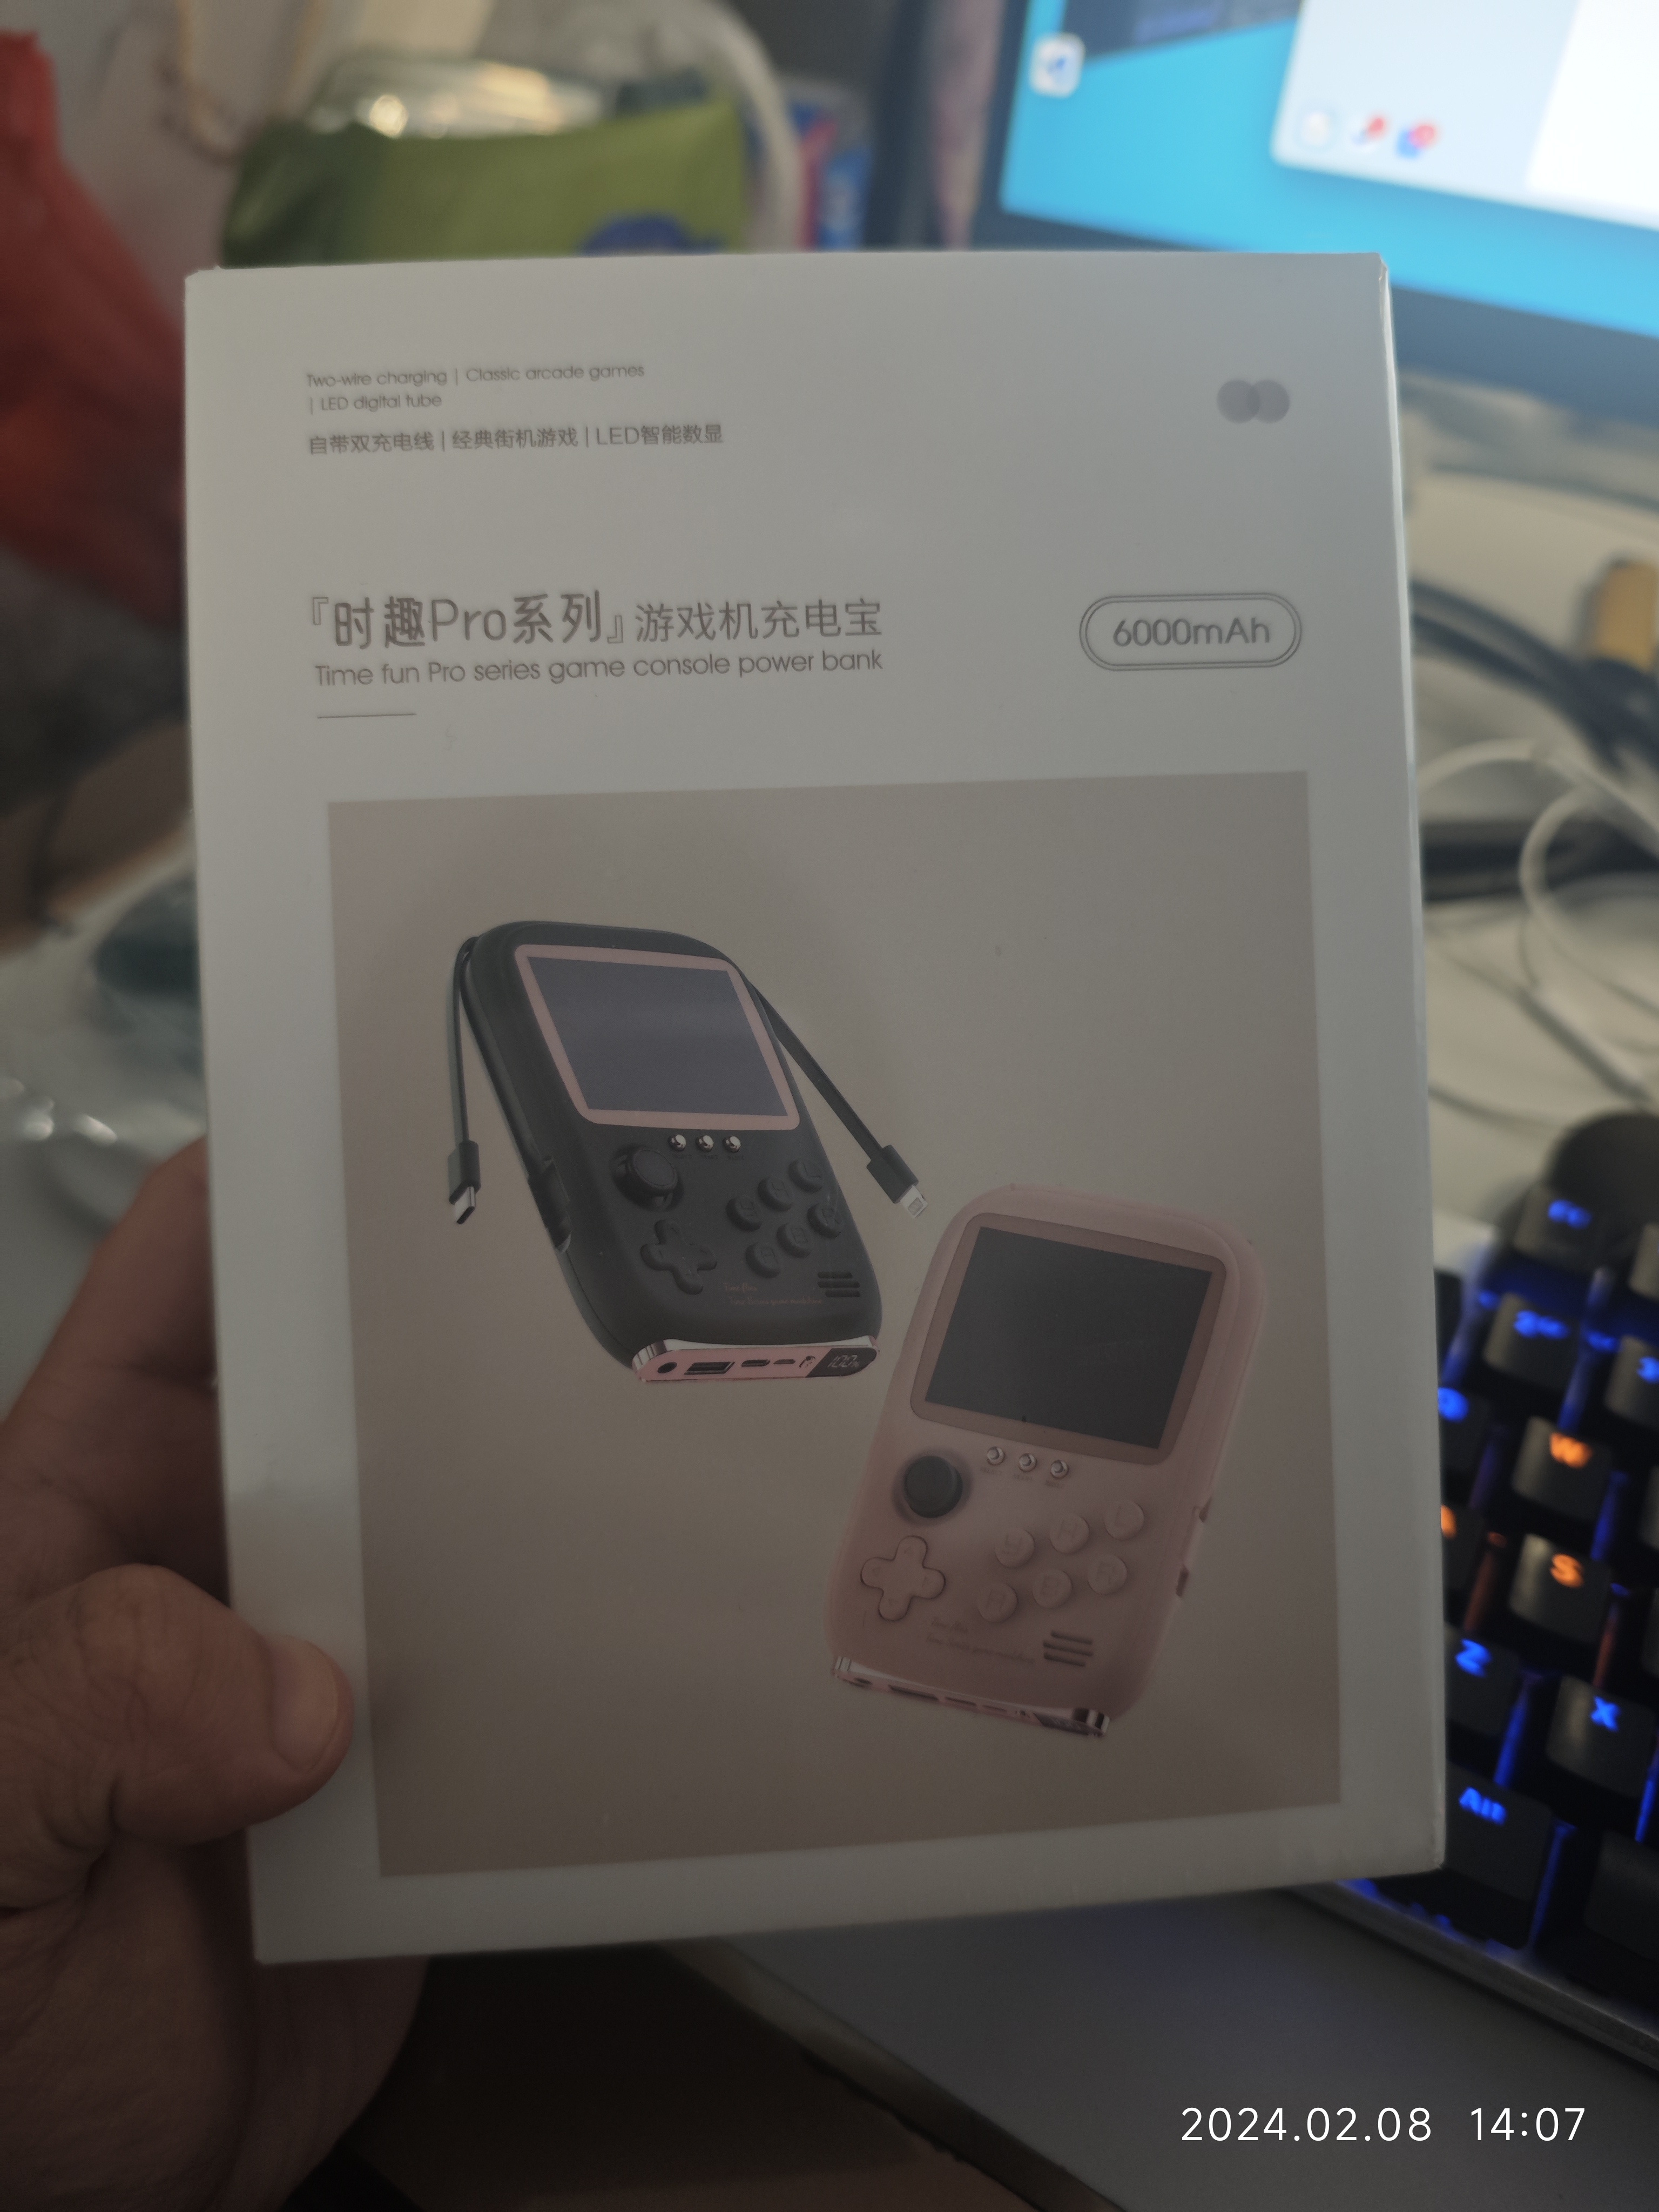 Two-wire charging | Classic arcade games
| LED digital tube
自带双充电线 | 经典街机游戏 | LED智能数显
『时趣Pro系列』游戏机充电宝
6000mAh
Time fun Pro series game console power bank
W
S
Z
X
Alt
2024.02.08 14:07